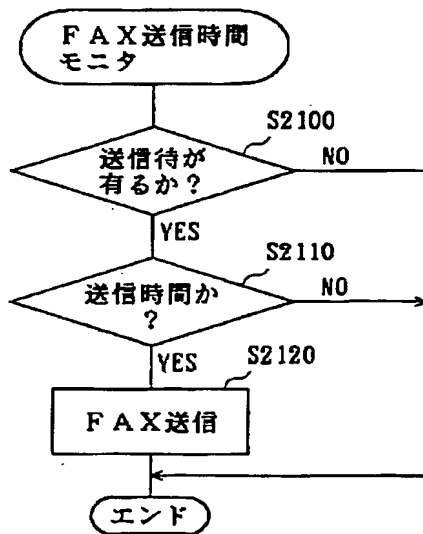 ＦＡＸ送信時間
モニタ
S2100
送信待が
有るか？
NO
YES
S2110
送信時間か
？
NO
YES
S2120
ＦＡＸ送信
エンド